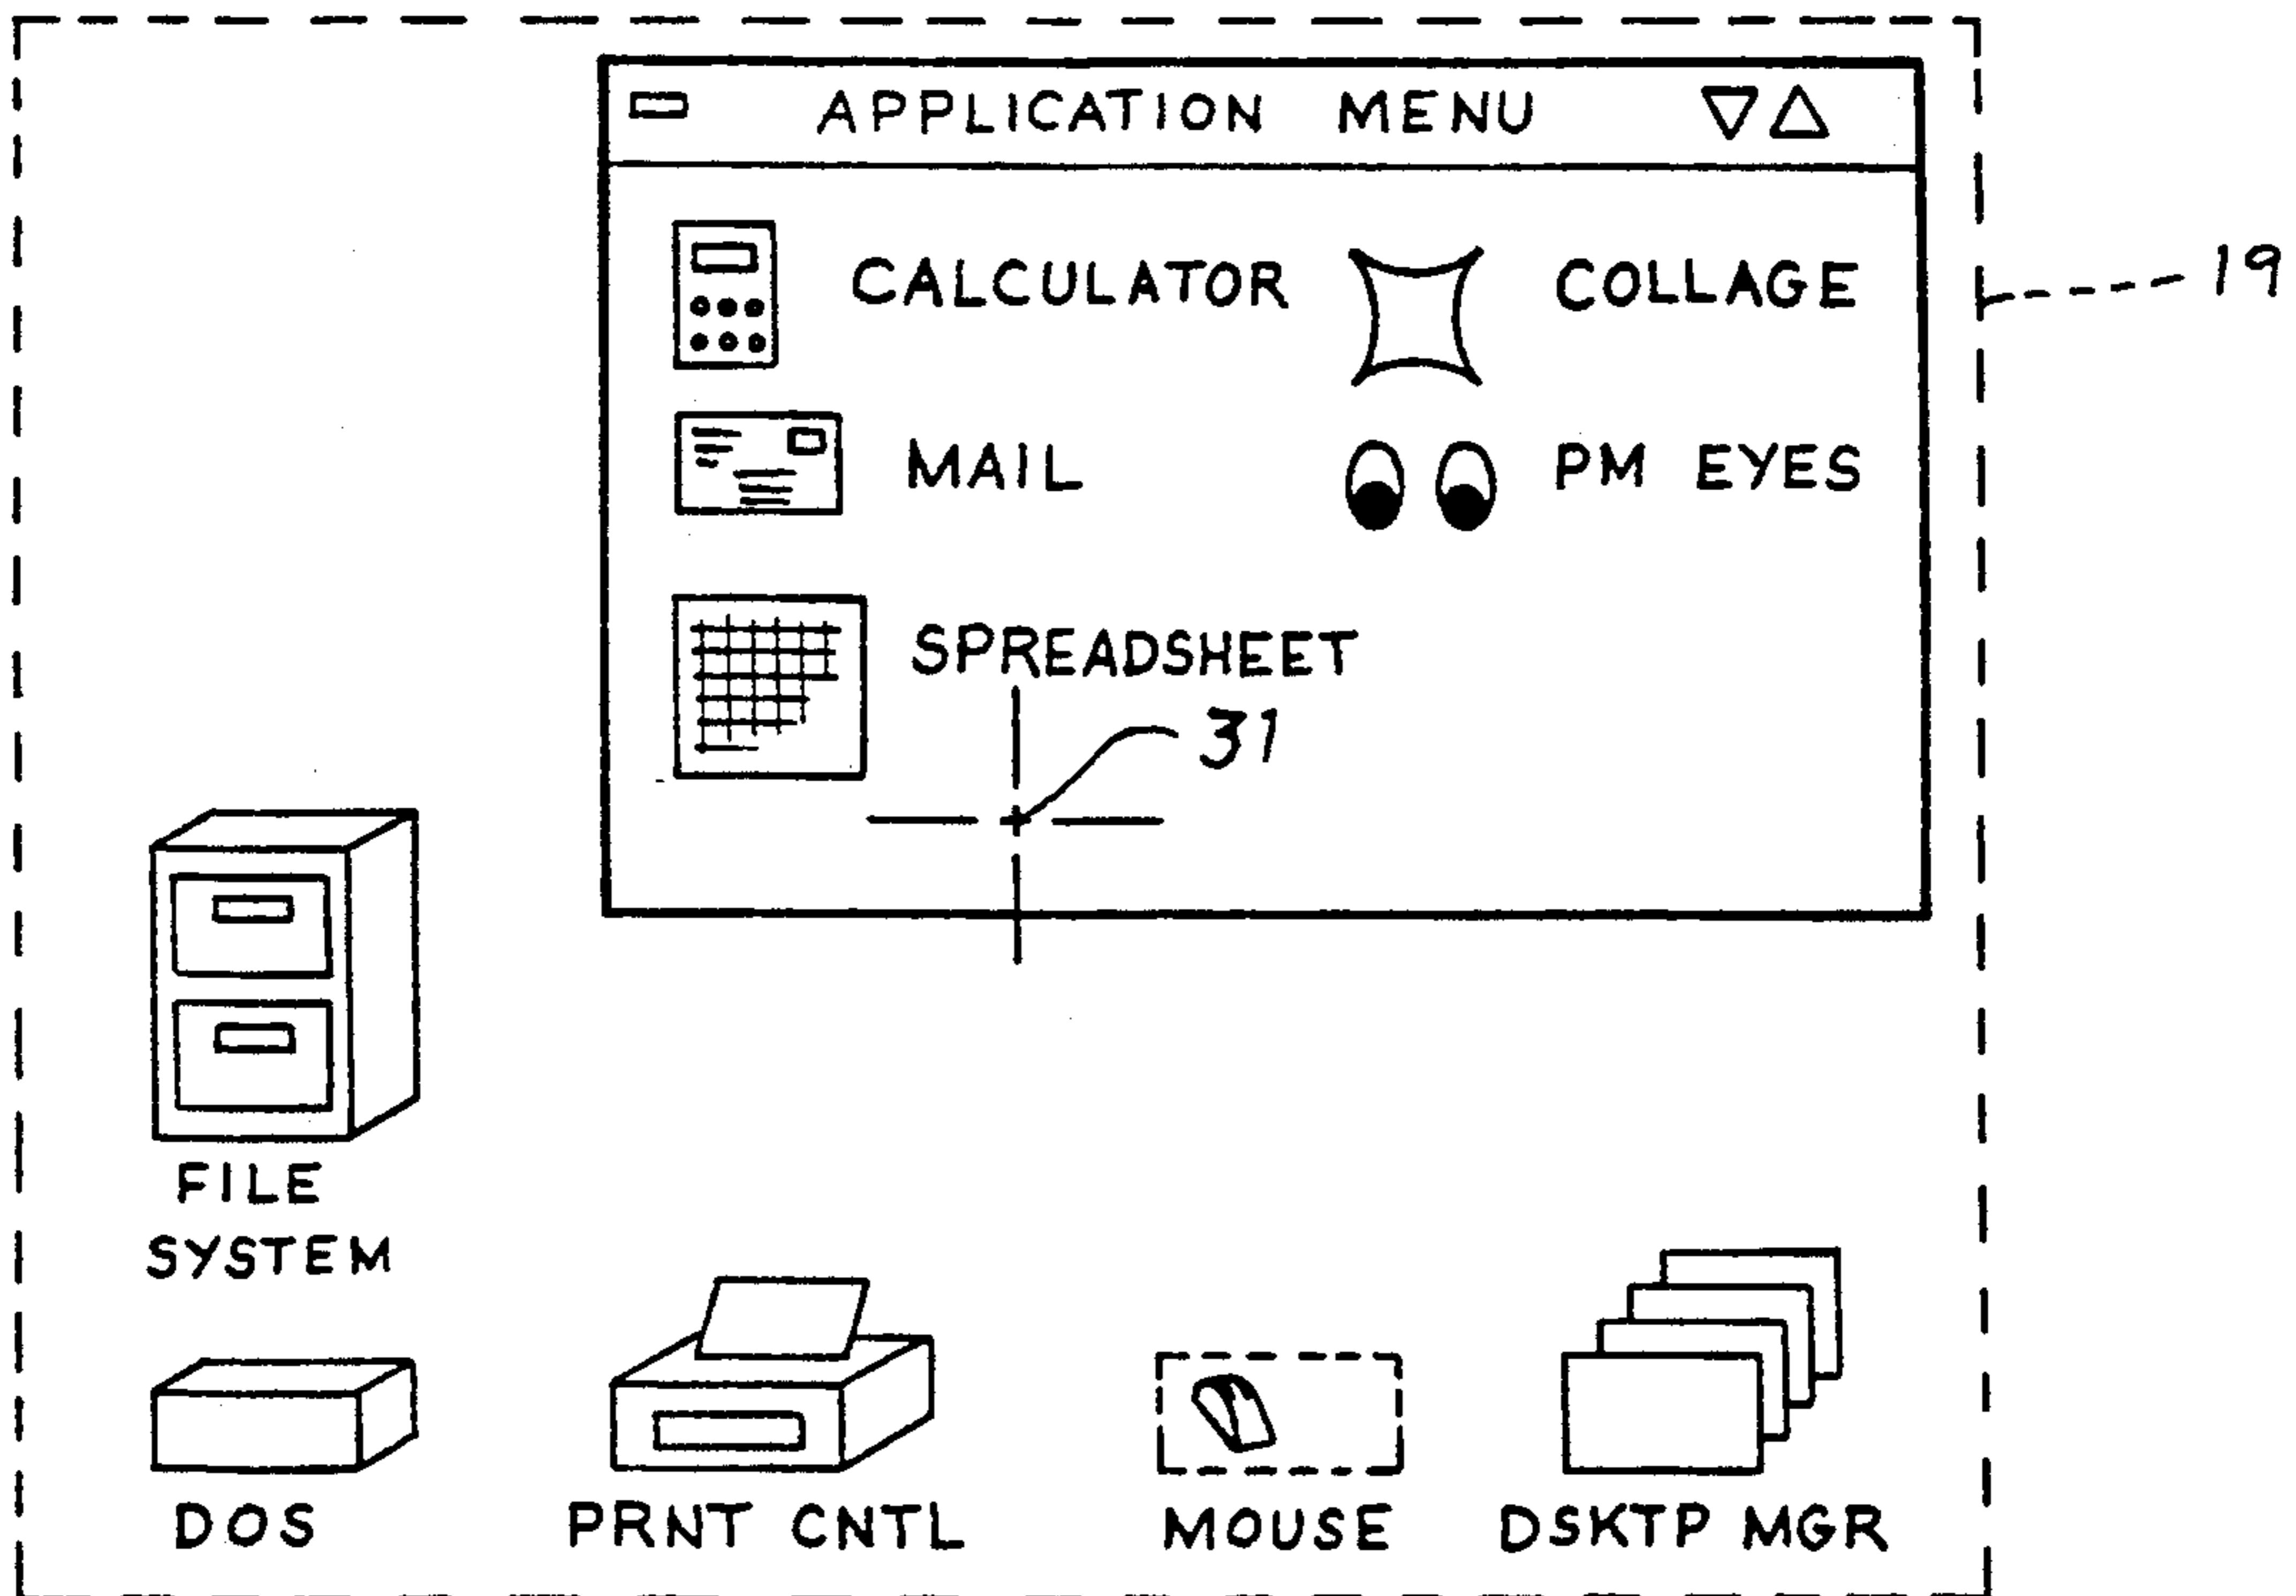 APPLICATION MENU
CALCULATOR COLLAGE
19
MAIL PM EYES
SPREADSHEET
31
FILE
SYSTEM
DOS PRNT CNTL MOUSE DSKTP MGR